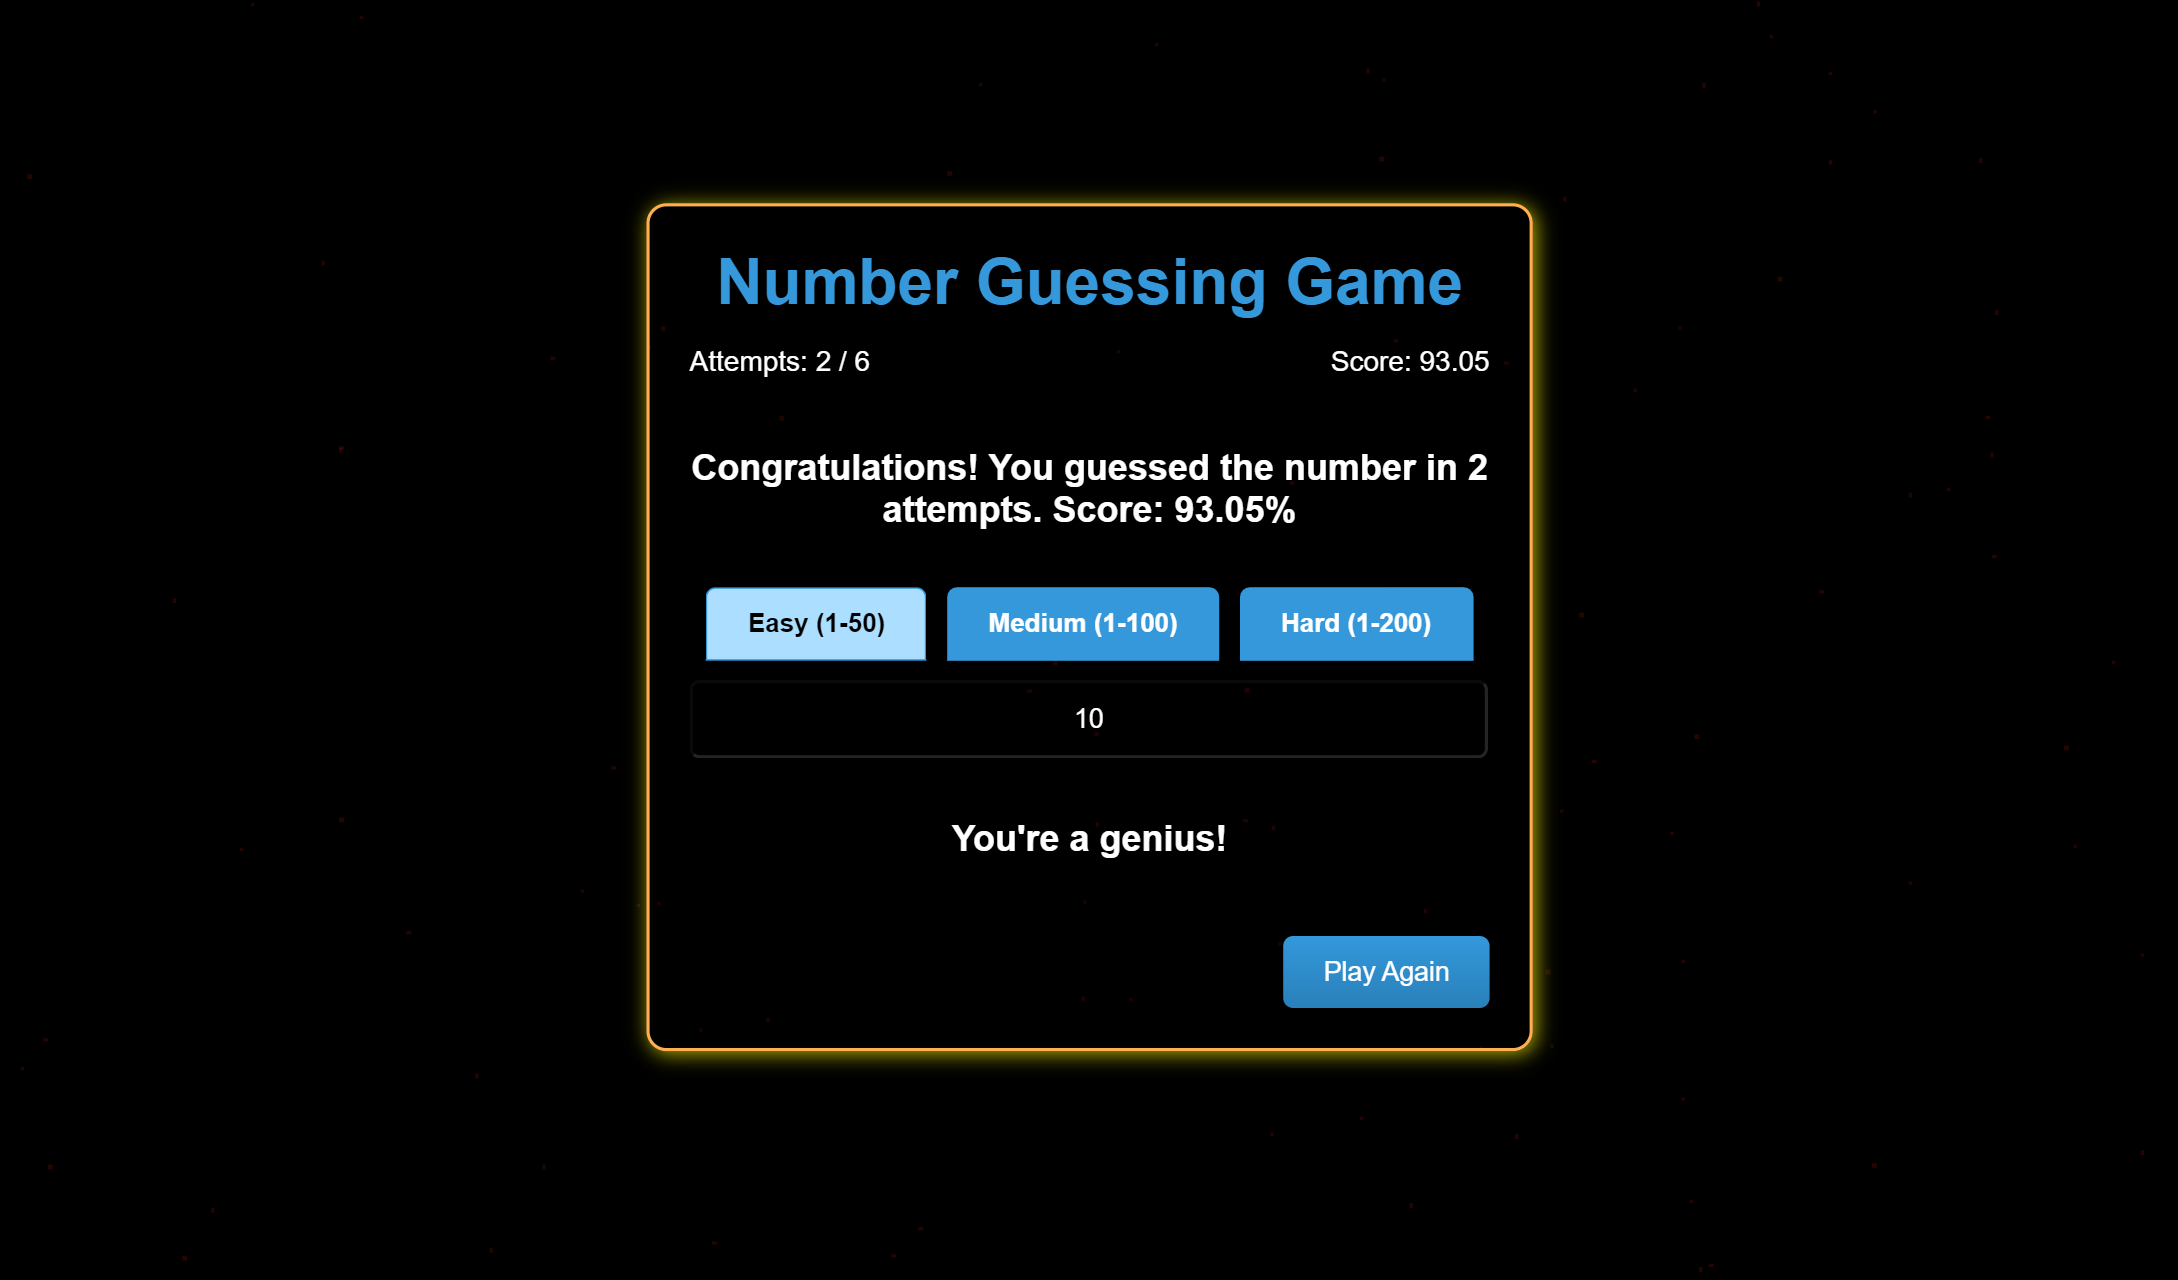 Number Guessing Game
Attempts: 2 / 6
Score: 93.05
Congratulations! You guessed the number in 2
attempts. Score: 93.05%
Easy (1-50)
Medium (1-100)
Hard (1-200)
10
You're a genius!
Play Again